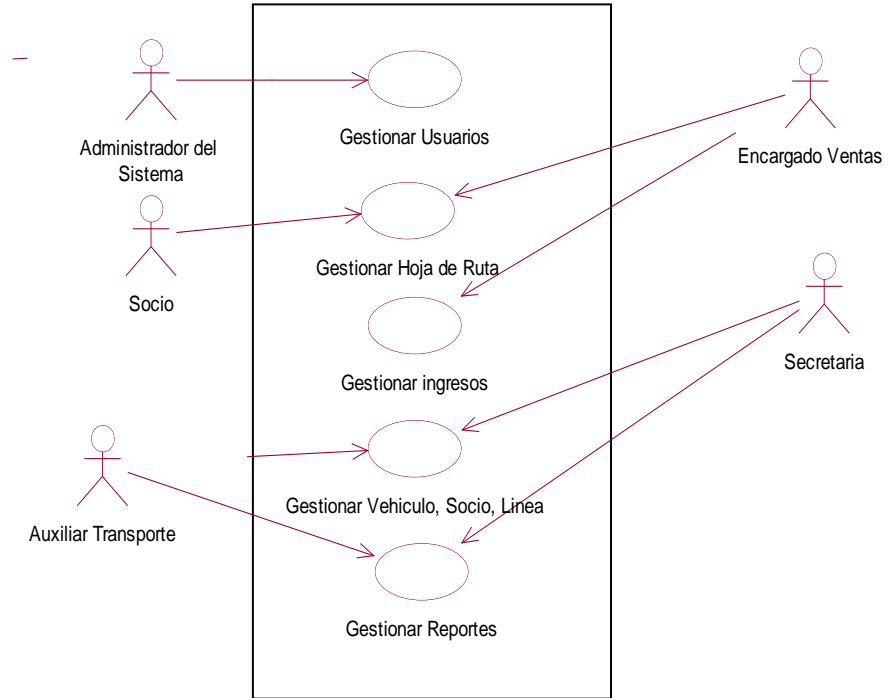 Administrador del
Sistema
Gestionar Usuarios
Encargado Ventas
Socio
Gestionar Hoja de Ruta
Gestionar ingresos
Secretaria
Gestionar Vehiculo, Socio, Linea
Auxiliar Transporte
Gestionar Reportes